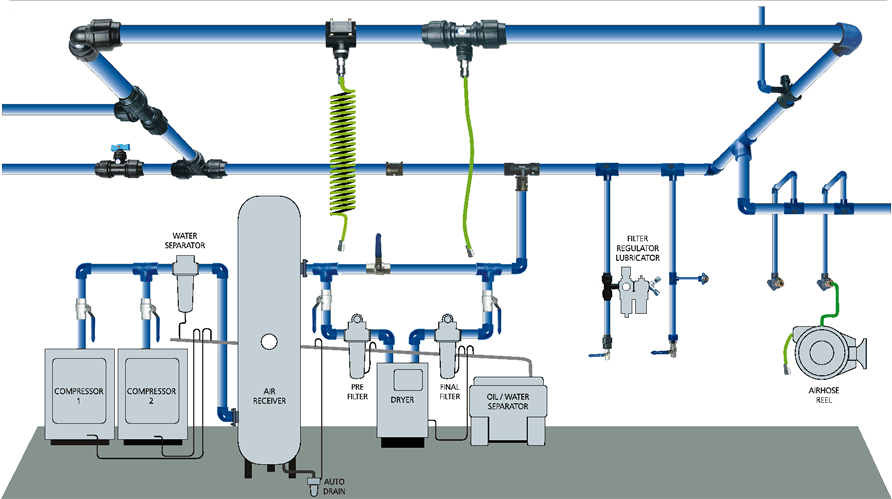 WATER
SEPARATOR
FILTER
REGULATOR
LUBRICATOR
COMPRESSOR
1
COMPRESSOR
2
AIR
RECEIVER
PRE
FILTER
DRYER
FINAL
FILTER
OIL / WATER
SEPARATOR
AIRHOSE
REEL
AUTO
DRAIN